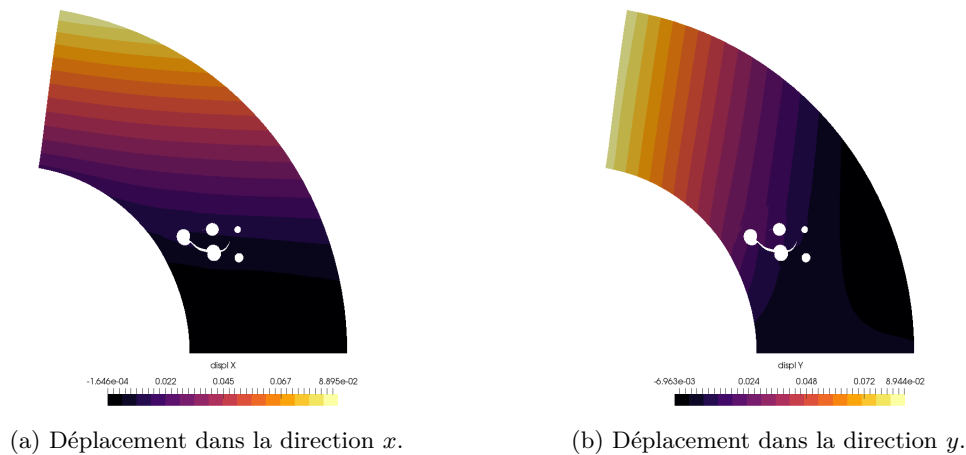 displ X
-1.646e-04 0.022 0.045 0.067 8.895e-02
(a) Déplacement dans la direction x.
displ Y
-6.963e-03 0.024 0.048 0.072 8.944e-02
(b) Déplacement dans la direction y.